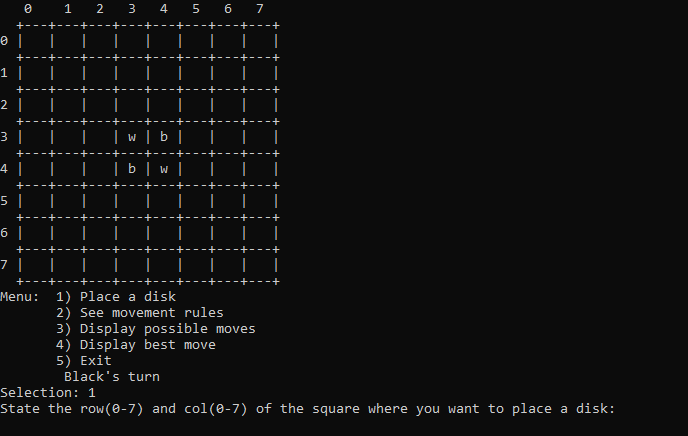 0    1   2   3   4   5   6   7
  +---+---+---+---+---+---+---+---+
0 |   |   |   |   |   |   |   |   |
  +---+---+---+---+---+---+---+---+
1 |   |   |   |   |   |   |   |   |
  +---+---+---+---+---+---+---+---+
2 |   |   |   |   |   |   |   |   |
  +---+---+---+---+---+---+---+---+
3 |   |   |   | w | b |   |   |   |
  +---+---+---+---+---+---+---+---+
4 |   |   |   | b | w |   |   |   |
  +---+---+---+---+---+---+---+---+
5 |   |   |   |   |   |   |   |   |
  +---+---+---+---+---+---+---+---+
6 |   |   |   |   |   |   |   |   |
  +---+---+---+---+---+---+---+---+
7 |   |   |   |   |   |   |   |   |
  +---+---+---+---+---+---+---+---+
Menu:  1) Place a disk
       2) See movement rules
       3) Display possible moves
       4) Display best move
       5) Exit
        Black's turn
Selection: 1
State the row(0-7) and col(0-7) of the square where you want to place a disk: